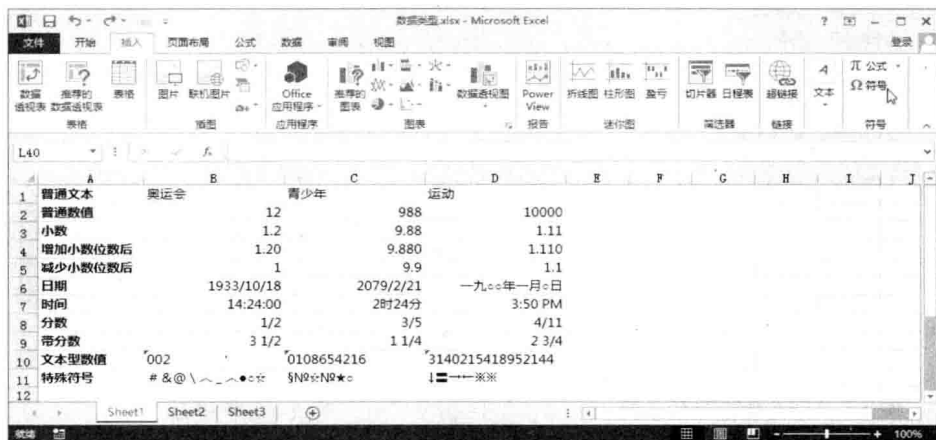 数据类型.xlsx - Microsoft Excel
文件 开始 插入 页面布局 公式 数据 审阅 视图 登录
数据透视表 推荐的数据透视表 表格 图片 联机图片 Office应用程序 推荐的图表 数据透视图 Power View 折线图 柱形图 盈亏 切片器 日程表 超链接 文本 π 公式 Ω 符号
表格 插图 应用程序 图表 报告 迷你图 筛选器 链接 符号
L40 fx
A B C D E F G H I J
1 普通文本 奥运会 青少年 运动
2 普通数值 12 988 10000
3 小数 1.2 9.88 1.11
4 增加小数位数后 1.20 9.880 1.110
5 减少小数位数后 1 9.9 1.1
6 日期 1933/10/18 2079/2/21 一九○○年一月○日
7 时间 14:24:00 2时24分 3:50 PM
8 分数 1/2 3/5 4/11
9 带分数 3 1/2 1 1/4 2 3/4
10 文本型数值 002 0108654216 3140215418952144
11 特殊符号 # & @ \ ︿ _ ︿●○☆ §№☆№★○ ↓〓→←※※
12
Sheet1 Sheet2 Sheet3
就绪 100%